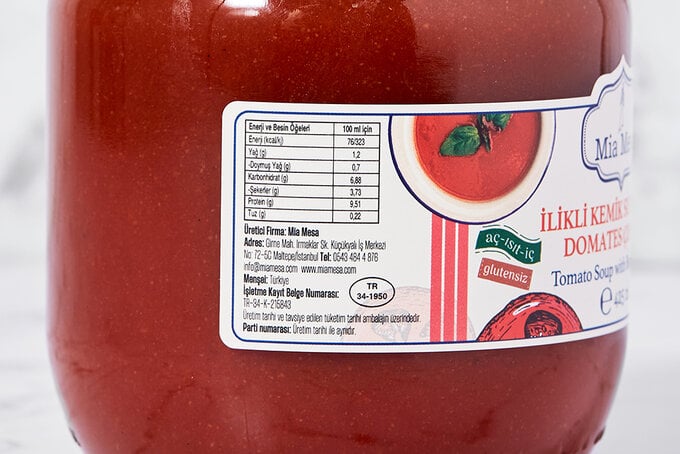 Enerji ve Besin Öğeleri 100 ml için
Enerji (kcal/kj) 76/323
Yağ (g) 1,2
-Doymuş Yağ (g) 0,7
Karbonhidrat (g) 6,88
-Şekerler (g) 3,73
Protein (g) 9,51
Tuz (g) 0,22
Üretici Firma: Mia Mesa
Adres: Girne Mah. Irmaklar Sk. Küçükyalı İş Merkezi
No: 72-5C Maltepe/İstanbul Tel: 0543 484 4 876
info@miamesa.com www.miamesa.com
Menşei: Türkiye
İşletme Kayıt Belge Numarası:
TR-34-K-215843
TR
34-1950
Üretim tarihi ve tavsiye edilen tüketim tarihi ambalajın üzerindedir.
Parti numarası: Üretim tarihi ile aynıdır.
Mia
İLİKLİ KEMİK
DOMATES
aç-ısıt-iç
glutensiz
Tomato Soup with
e